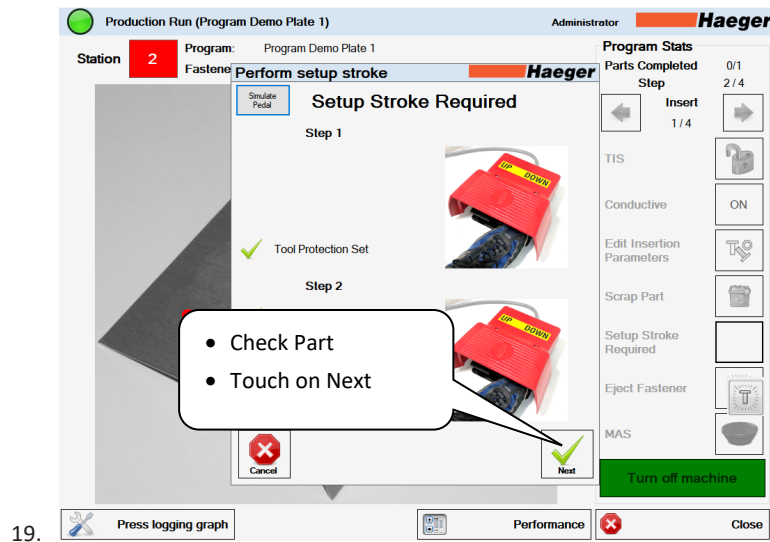 Production Run (Program Demo Plate 1)
Administrator
Haeger
Station
2
Program: Program Demo Plate 1
Fastene
Perform setup stroke
Haeger
Simulate
Pedal
Setup Stroke Required
Step 1
UP DOWN
Tool Protection Set
Step 2
UP DOWN
• Check Part
• Touch on Next
Cancel
Next
Program Stats
Parts Completed 0/1
Step 2 / 4
Insert
1 / 4
TIS
Conductive
ON
Edit Insertion
Parameters
Scrap Part
Setup Stroke
Required
Eject Fastener
T
MAS
Turn off machine
19.
Press logging graph
Performance
Close